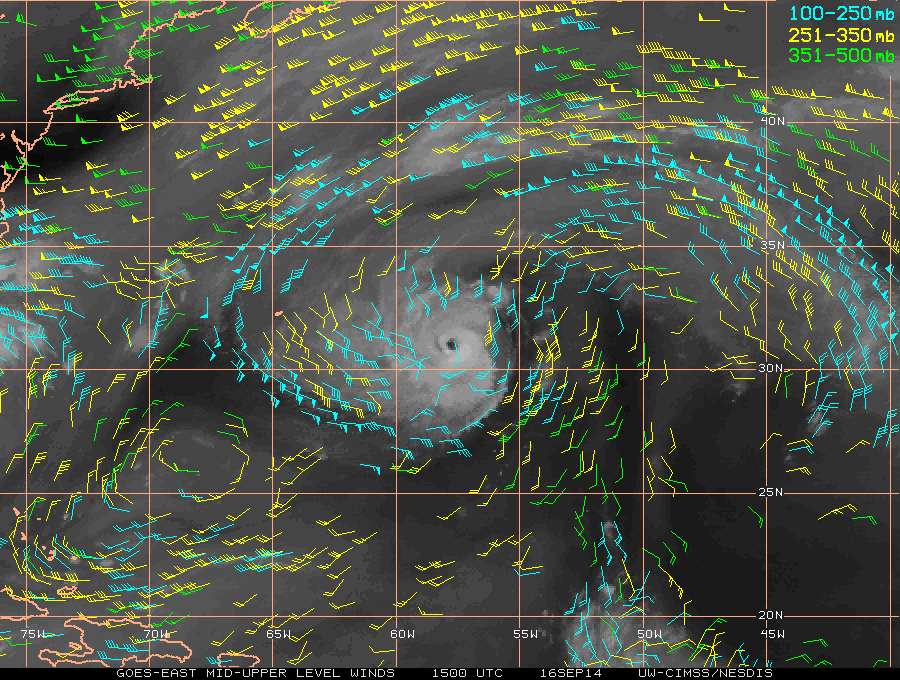 100-250mb
251-350mb
351-500mb
40N
35N
30N
25N
20N
75W 70W 65W 60W 55W 50W 45W
GOES-EAST MID-UPPER LEVEL WINDS 1500 UTC 16SEP14 UW-CIMSS/NESDIS